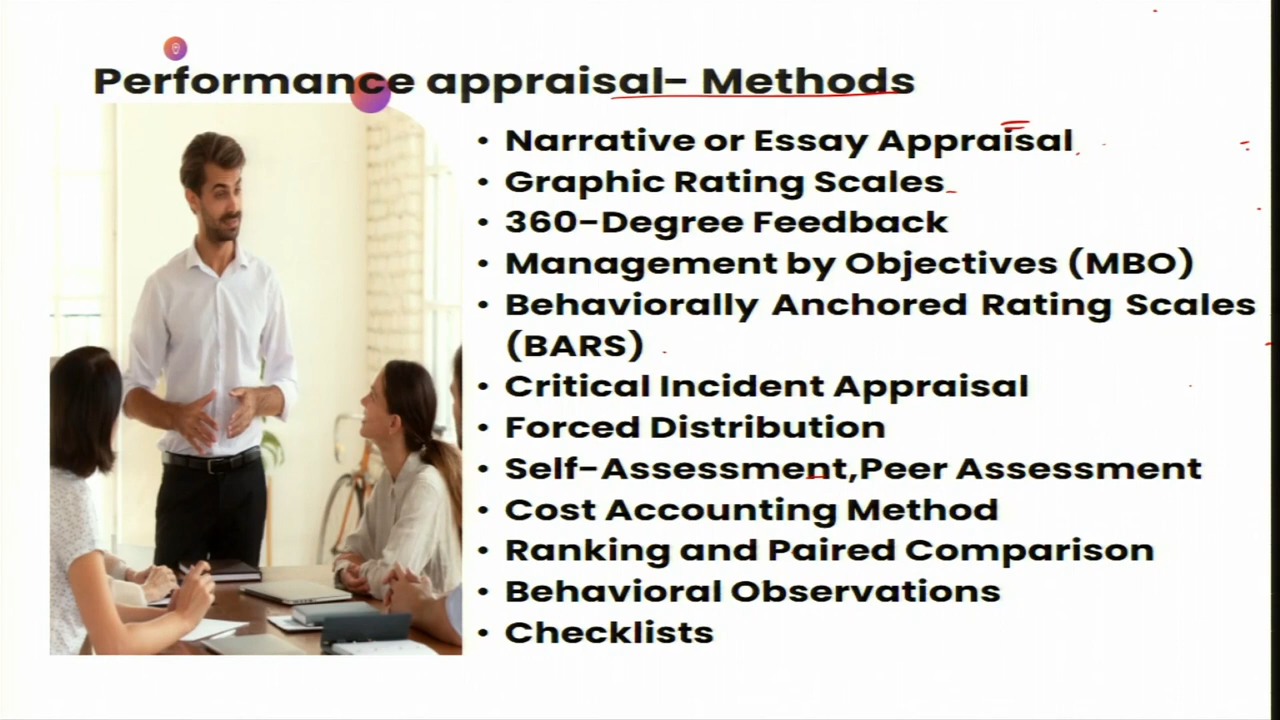 Performance appraisal- Methods
• Narrative or Essay Appraisal
• Graphic Rating Scales
• 360-Degree Feedback
• Management by Objectives (MBO)
• Behaviorally Anchored Rating Scales
(BARS)
• Critical Incident Appraisal
• Forced Distribution
• Self-Assessment,Peer Assessment
• Cost Accounting Method
• Ranking and Paired Comparison
• Behavioral Observations
• Checklists